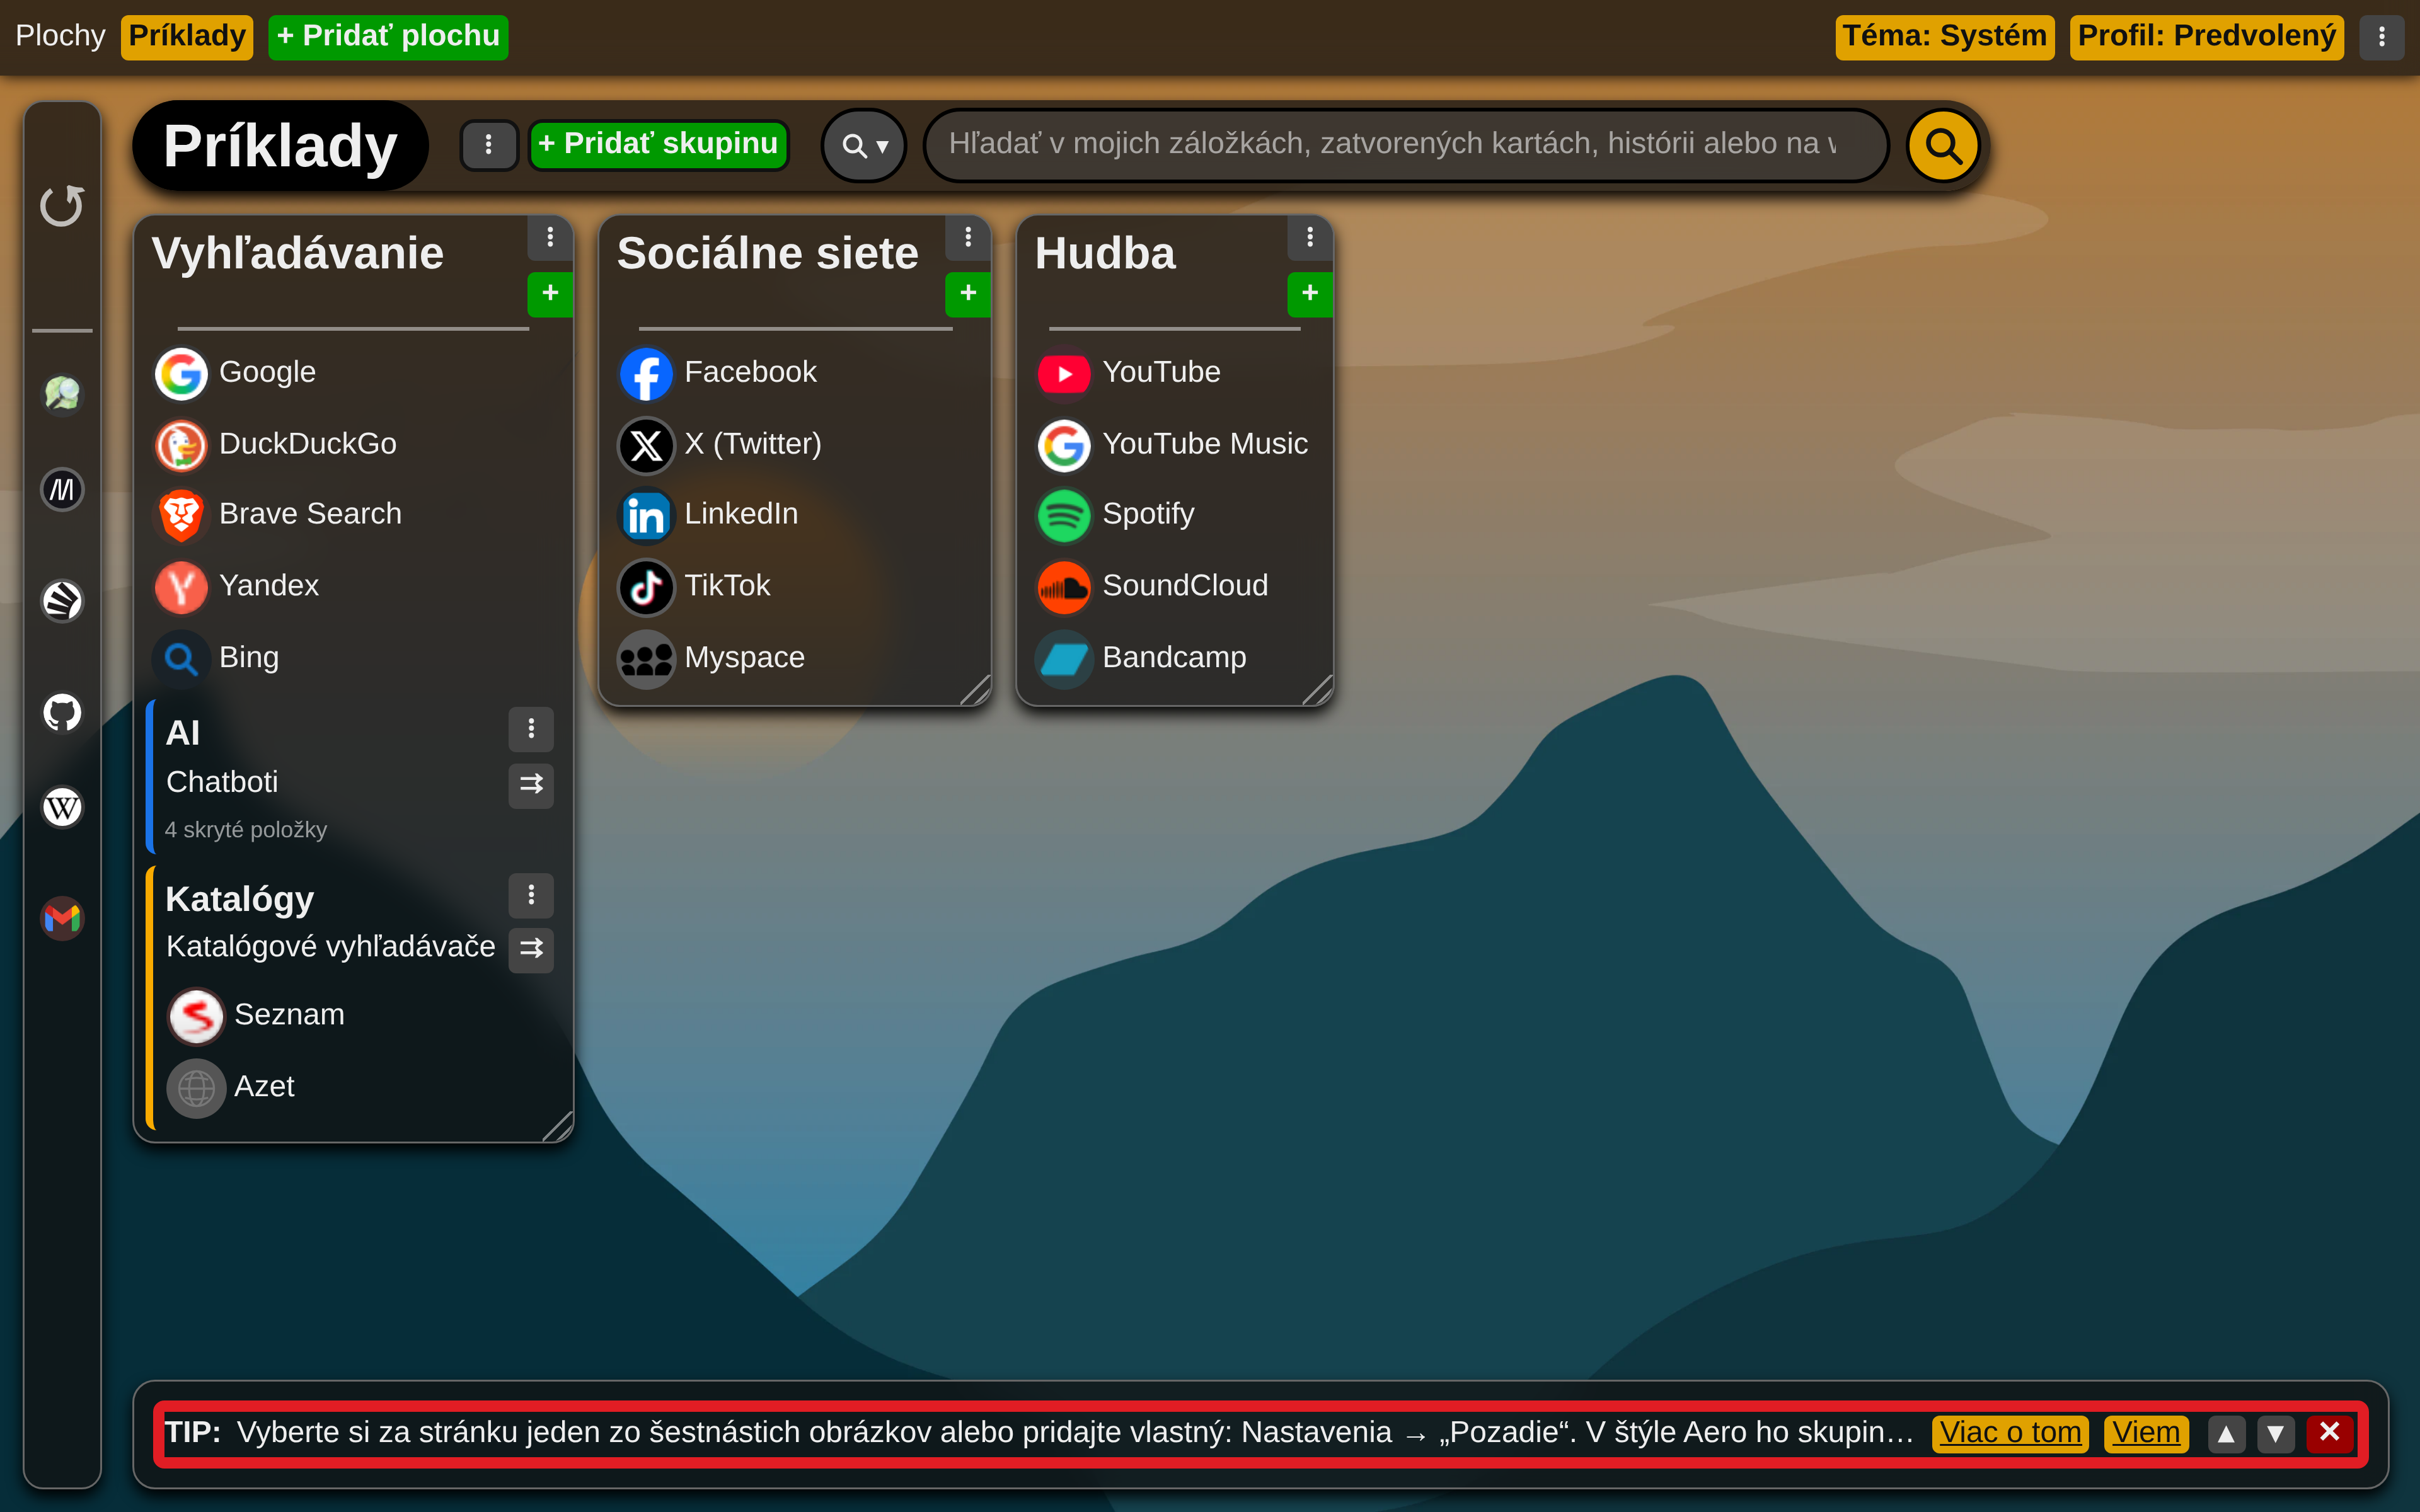 Plochy Príklady + Pridať plochu Téma: Systém Profil: Predvolený
Príklady + Pridať skupinu Hľadať v mojich záložkách, zatvorených kartách, histórii alebo na
Vyhľadávanie
+
Google
DuckDuckGo
Brave Search
Yandex
Bing
AI
Chatboti
4 skryté položky
Katalógy
Katalógové vyhľadávače
Seznam
Azet
Sociálne siete
+
Facebook
X (Twitter)
LinkedIn
TikTok
Myspace
Hudba
+
YouTube
YouTube Music
Spotify
SoundCloud
Bandcamp
TIP: Vyberte si za stránku jeden zo šestnástich obrázkov alebo pridajte vlastný: Nastavenia → „Pozadie“. V štýle Aero ho skupin… Viac o tom Viem ▲ ▼ ✕